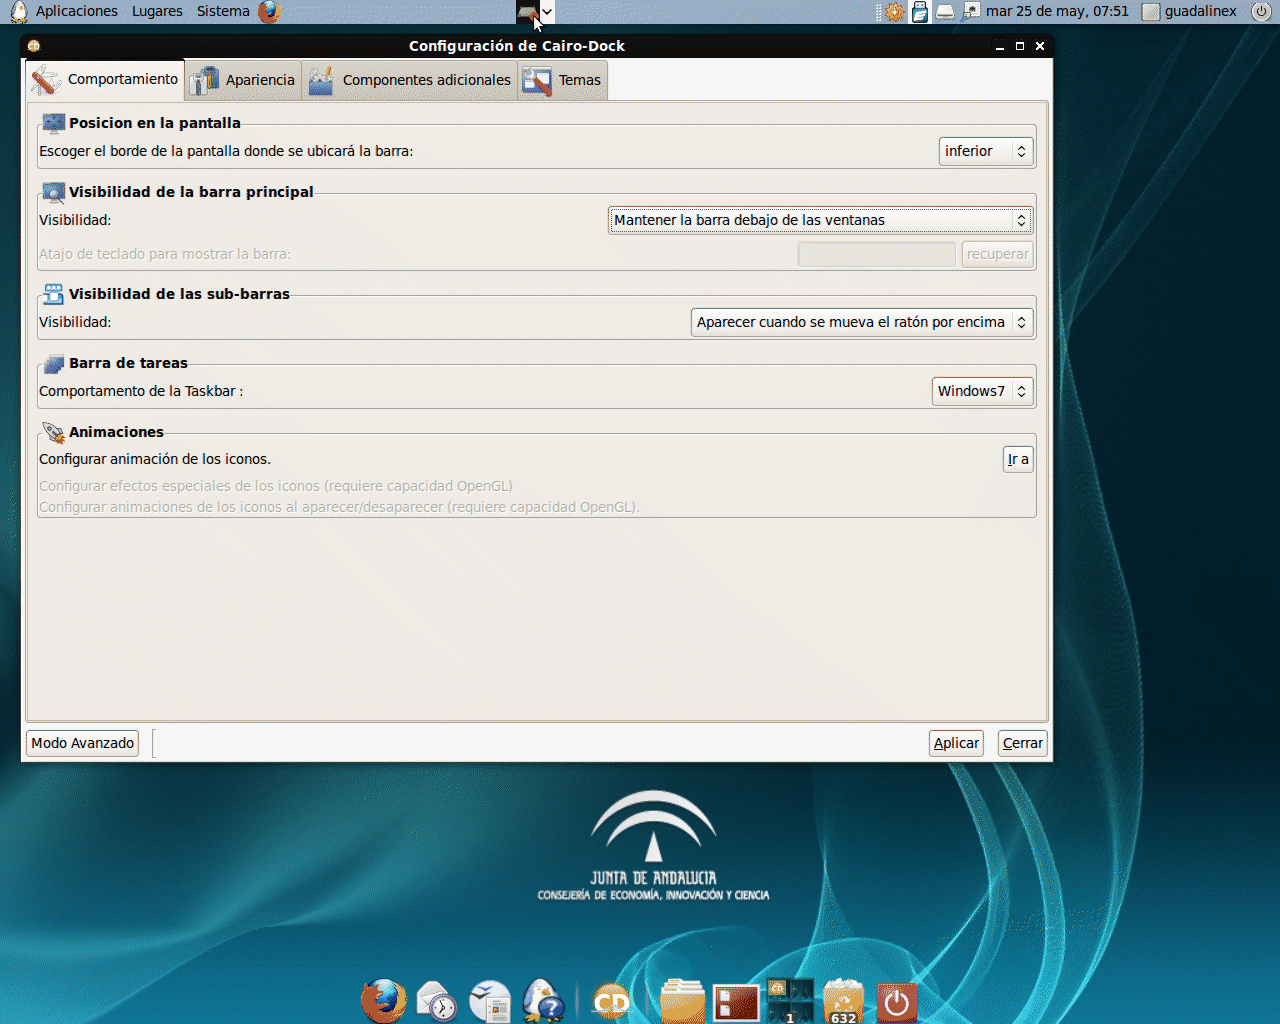 Aplicaciones Lugares Sistema mar 25 de may, 07:51 guadalinex
Configuración de Cairo-Dock
Comportamiento Apariencia Componentes adicionales Temas
Posicion en la pantalla
Escoger el borde de la pantalla donde se ubicará la barra: inferior
Visibilidad de la barra principal
Visibilidad: Mantener la barra debajo de las ventanas
Atajo de teclado para mostrar la barra: recuperar
Visibilidad de las sub-barras
Visibilidad: Aparecer cuando se mueva el ratón por encima
Barra de tareas
Comportamento de la Taskbar : Windows7
Animaciones
Configurar animación de los iconos. Ir a
Configurar efectos especiales de los iconos (requiere capacidad OpenGL)
Configurar animaciones de los iconos al aparecer/desaparecer (requiere capacidad OpenGL).
Modo Avanzado Aplicar Cerrar
JUNTA DE ANDALUCIA
CONSEJERÍA DE ECONOMÍA, INNOVACIÓN Y CIENCIA
CD cb 1 632